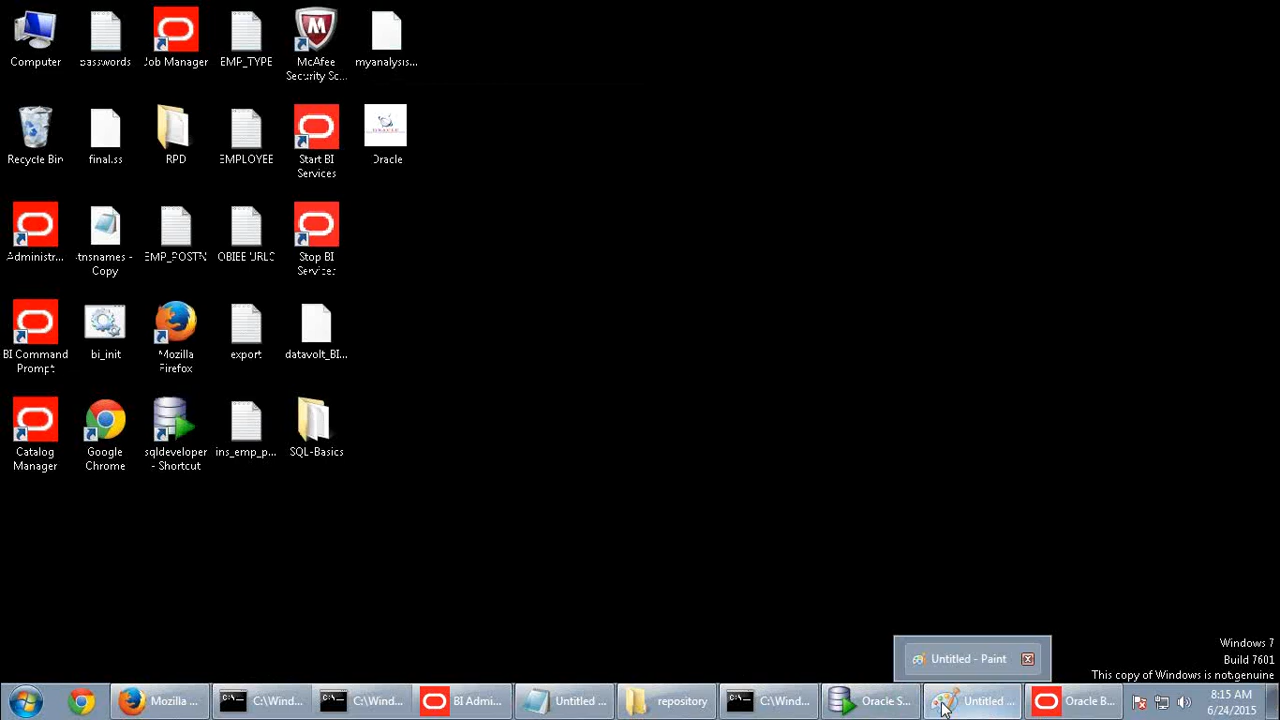 Computer
passwords
Job Manager
EMP_TYPE
McAfee
Security Sc...
myanalysis...
Recycle Bin
final.ss
RPD
EMPLOYEE
Start BI
Services
Oracle
Administr...
tnsnames -
Copy
EMP_POSTN
OBIEE URLS
Stop BI
Services
BI Command
Prompt
bi_init
Mozilla
Firefox
export
datavolt_BI...
Catalog
Manager
Google
Chrome
sqldeveloper
- Shortcut
ins_emp_p...
SQL-Basics
Untitled - Paint
Windows 7
Build 7601
This copy of Windows is not genuine
Mozilla ...
C:\Wind...
C:\Wind...
BI Admi...
Untitled ...
repository
C:\Wind...
Oracle S...
Untitled ...
Oracle B...
8:15 AM
6/24/2015